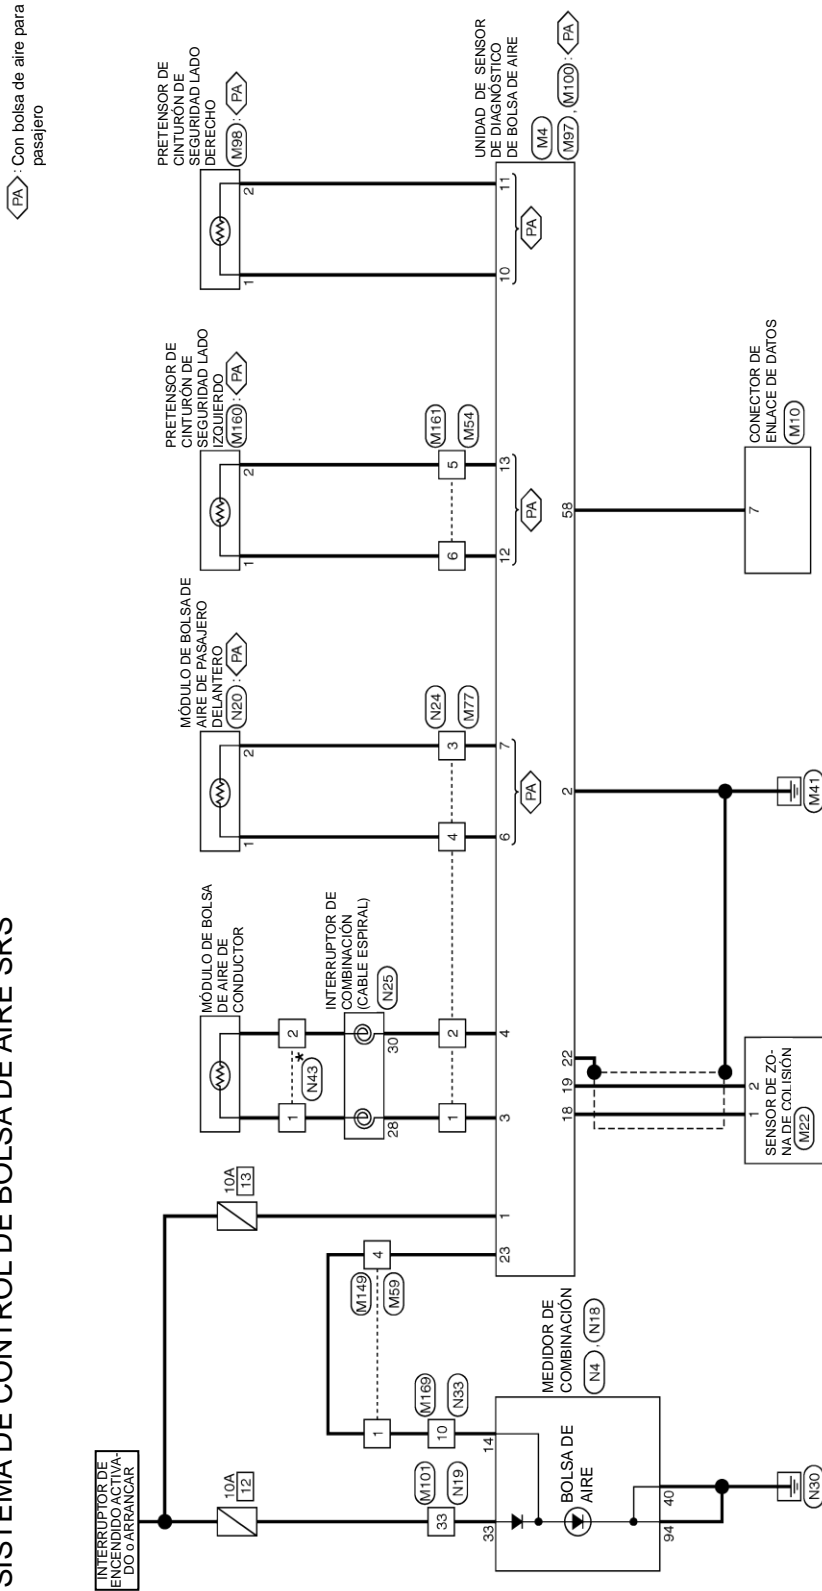 SISTEMA DE CONTROL DE BOLSA DE AIRE SRS
PA : Con bolsa de aire para
pasajero
INTERRUPTOR DE
ENCENDIDO ACTIVA-
DO o ARRANCAR
10A
12
10A
13
M101
N19
33
33
M169
N33
10
14
1
M149
M59
4
23
1
MEDIDOR DE
COMBINACIÓN
N4 , N18
BOLSA DE
AIRE
94
40
N30
MÓDULO DE BOLSA
DE AIRE DE
CONDUCTOR
1
2
*
N43
INTERRUPTOR DE
COMBINACIÓN
(CABLE ESPIRAL)
N25
28
30
1
2
3
4
MÓDULO DE BOLSA DE
AIRE DE PASAJERO
DELANTERO
N20 : PA
1
2
4
3
N24
M77
6
7
PA
PRETENSOR DE
CINTURÓN DE
SEGURIDAD LADO
IZQUIERDO
M160 : PA
1
2
6
5
M161
M54
12
13
PA
PRETENSOR DE
CINTURÓN DE
SEGURIDAD LADO
DERECHO
M98 : PA
1
2
10
11
PA
UNIDAD DE SENSOR
DE DIAGNÓSTICO
DE BOLSA DE AIRE
M4
M97 , M100 : PA
18
19
22
2
58
1
2
SENSOR DE ZO-
NA DE COLISIÓN
M22
M41
7
CONECTOR DE
ENLACE DE DATOS
M10